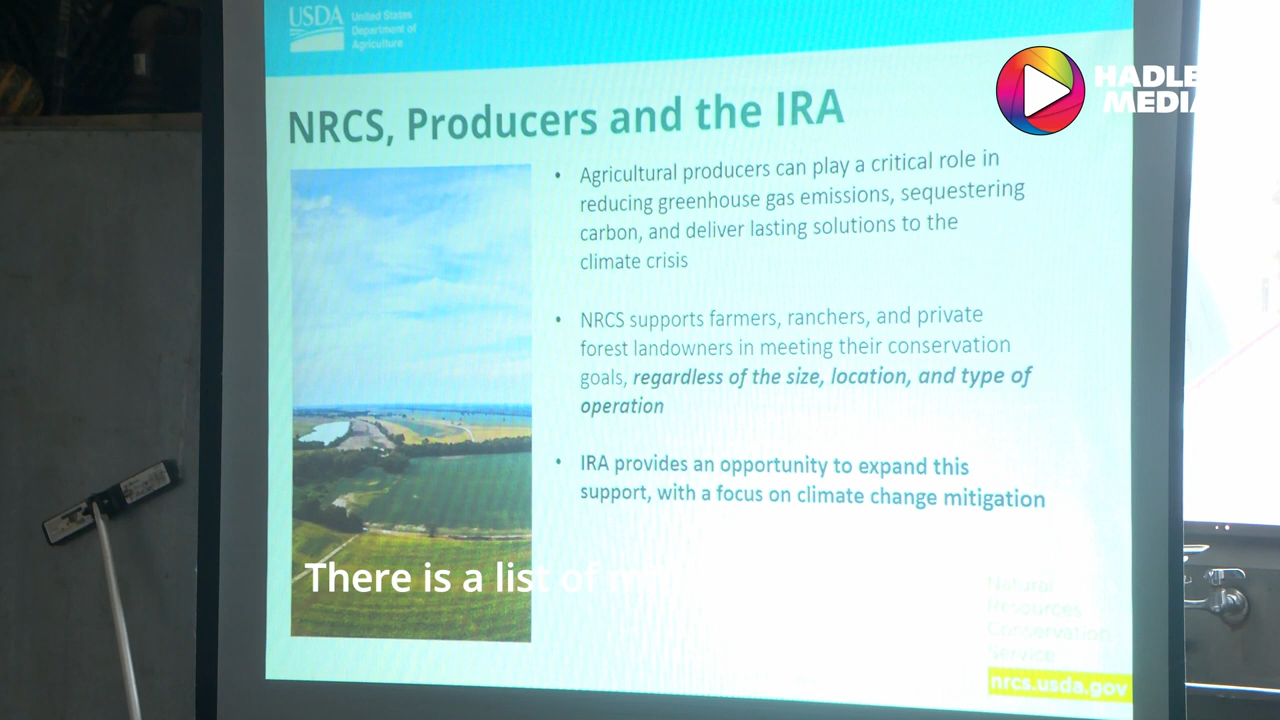 USDA
United States
Department of
Agriculture
HADLE
MEDIA
NRCS, Producers and the IRA
• Agricultural producers can play a critical role in
reducing greenhouse gas emissions, sequestering
carbon, and deliver lasting solutions to the
climate crisis
• NRCS supports farmers, ranchers, and private
forest landowners in meeting their conservation
goals, regardless of the size, location, and type of
operation
• IRA provides an opportunity to expand this
support, with a focus on climate change mitigation
There is a list of
Natural
Resources
Conservation
Service
nrcs.usda.gov